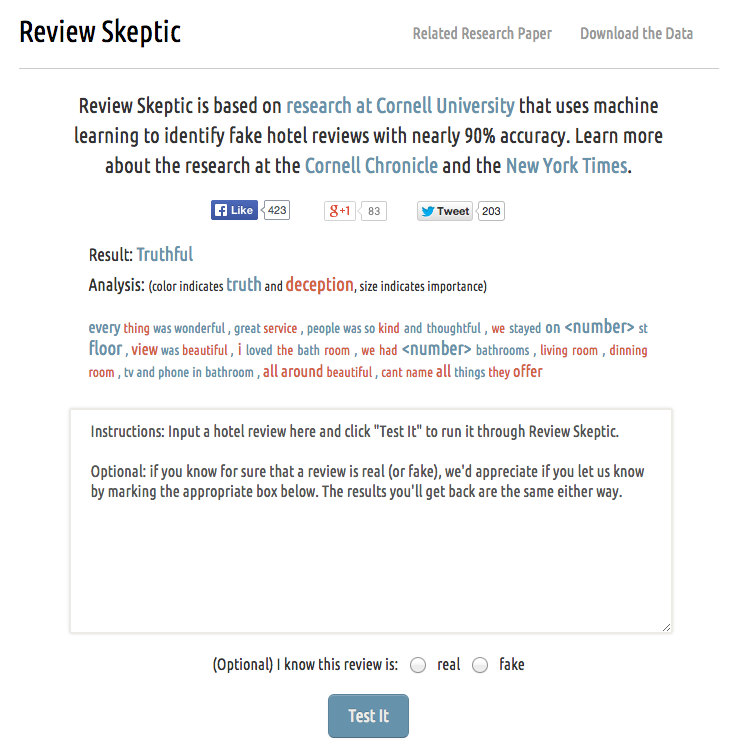 Review Skeptic
Related Research Paper Download the Data
Review Skeptic is based on research at Cornell University that uses machine
learning to identify fake hotel reviews with nearly 90% accuracy. Learn more
about the research at the Cornell Chronicle and the New York Times.
Like 423 g+1 83 Tweet 203
Result: Truthful
Analysis: (color indicates truth and deception, size indicates importance)
every thing was wonderful , great service , people was so kind and thoughtful , we stayed on <number> st
floor , view was beautiful , i loved the bath room , we had <number> bathrooms , living room , dinning
room , tv and phone in bathroom , all around beautiful , cant name all things they offer
Instructions: Input a hotel review here and click "Test It" to run it through Review Skeptic.
Optional: if you know for sure that a review is real (or fake), we'd appreciate if you let us know
by marking the appropriate box below. The results you'll get back are the same either way.
(Optional) I know this review is: real fake
Test It